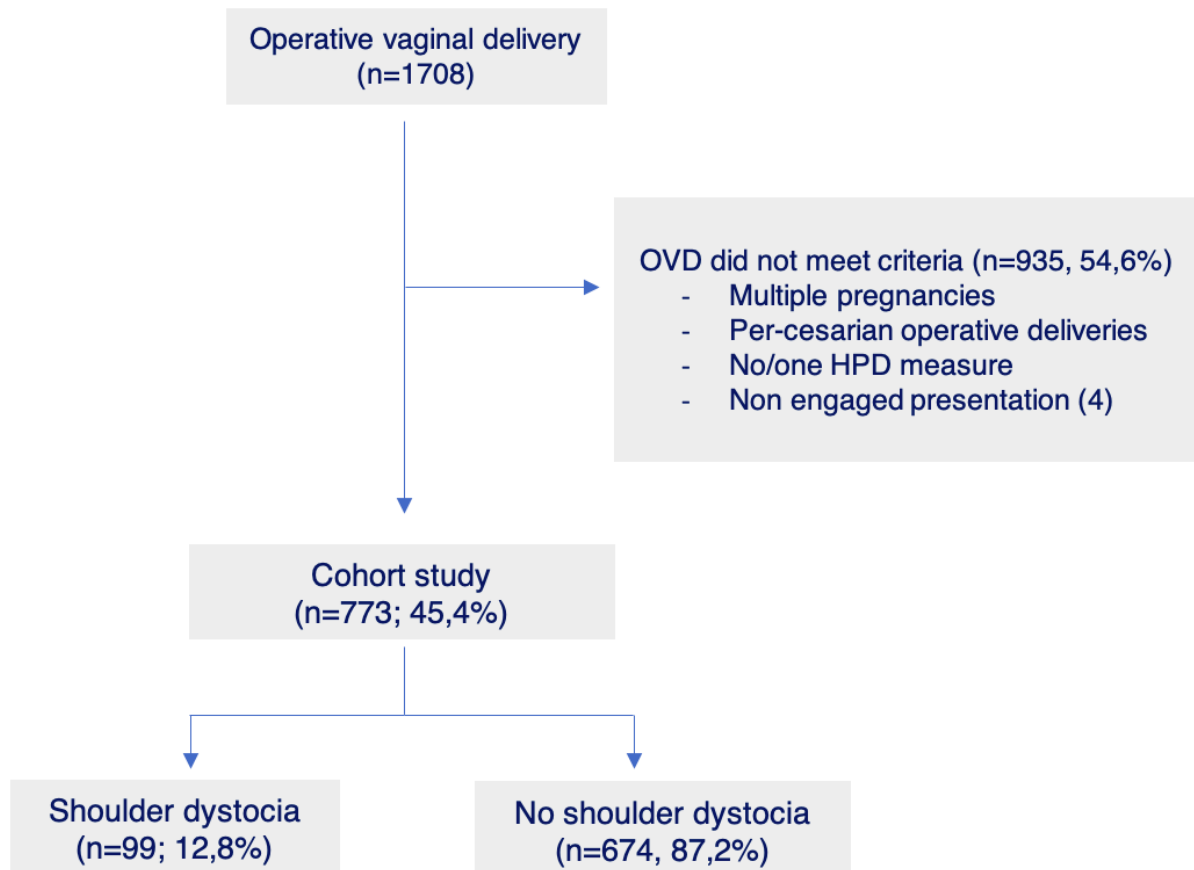 Operative vaginal delivery
(n=1708)
OVD did not meet criteria (n=935, 54,6%)
- Multiple pregnancies
- Per-cesarian operative deliveries
- No/one HPD measure
- Non engaged presentation (4)
Cohort study
(n=773; 45,4%)
Shoulder dystocia
(n=99; 12,8%)
No shoulder dystocia
(n=674, 87,2%)